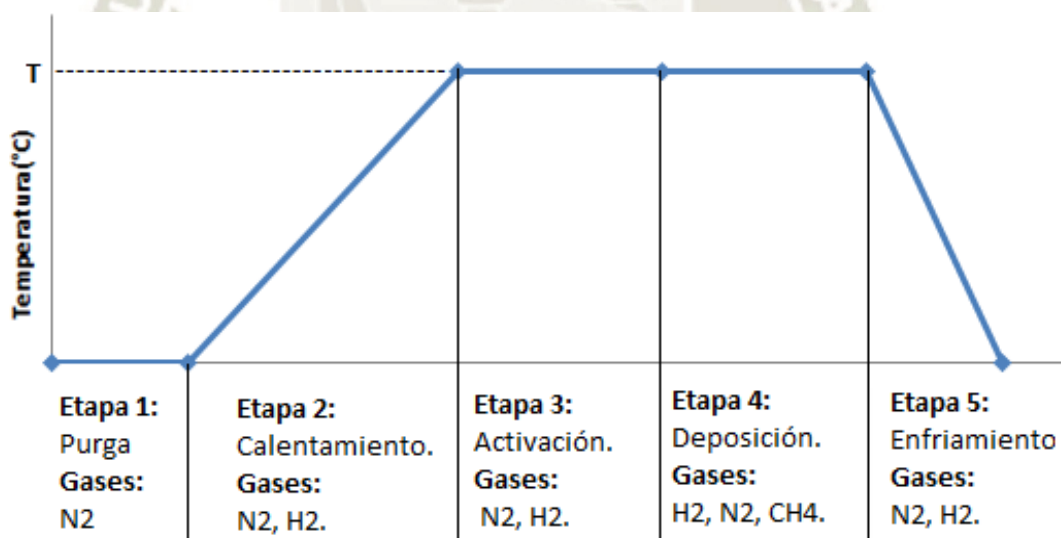 T
Temperatura(°C)
Etapa 1:
Purga
Gases:
N2
Etapa 2:
Calentamiento.
Gases:
N2, H2.
Etapa 3:
Activación.
Gases:
N2, H2.
Etapa 4:
Deposición.
Gases:
H2, N2, CH4.
Etapa 5:
Enfriamiento
Gases:
N2, H2.